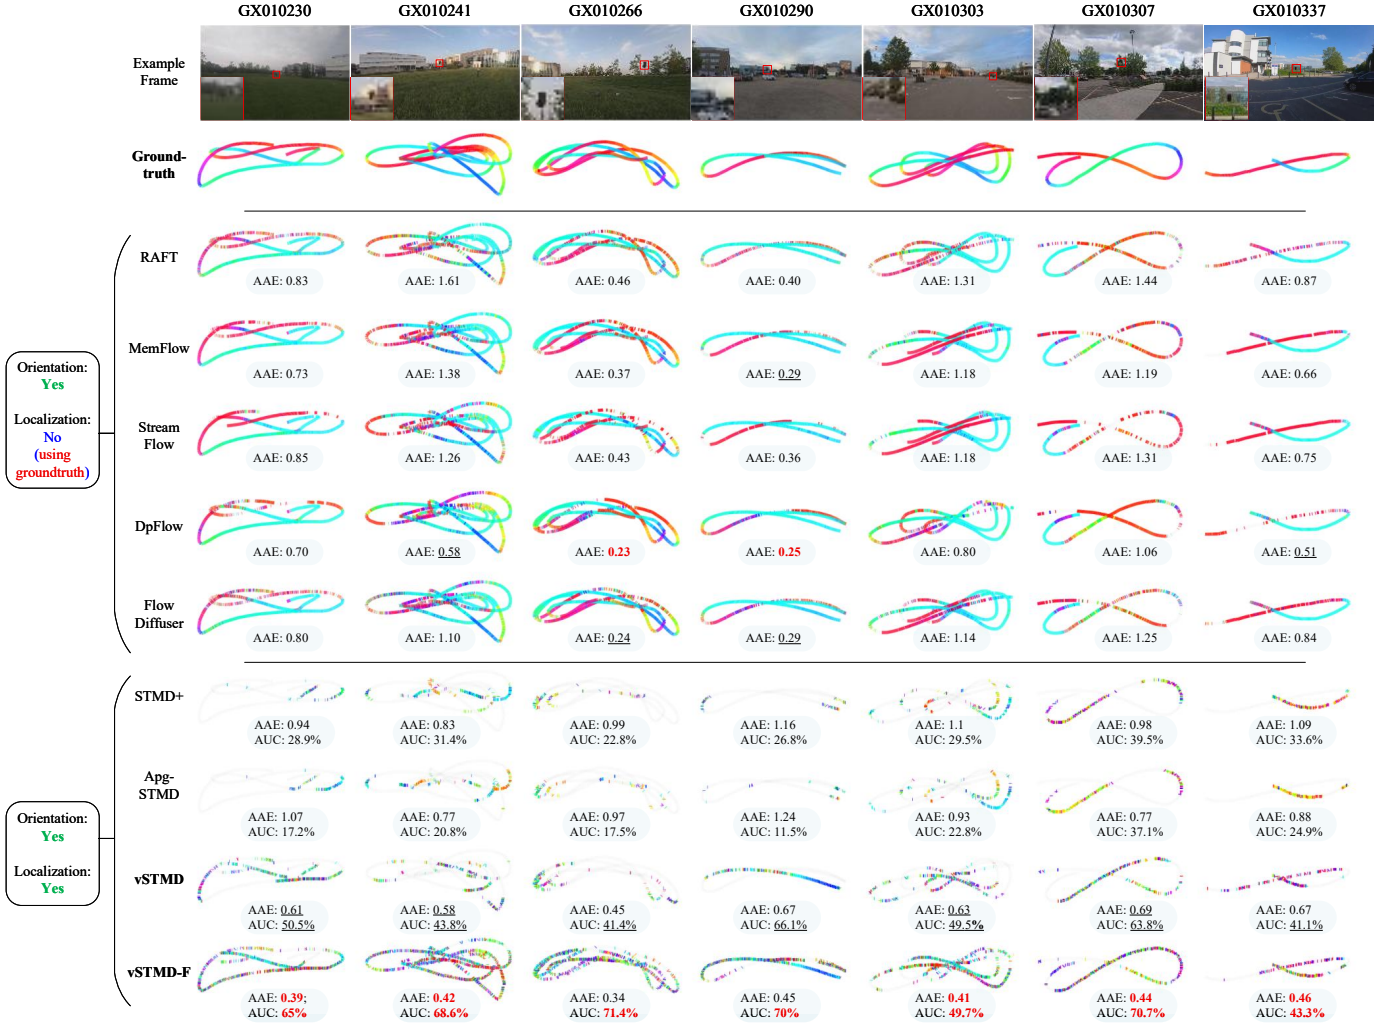 GX010230 GX010241 GX010266 GX010290 GX010303 GX010307 GX010337
Example
Frame
Ground-
truth
Orientation:
Yes
Localization:
No
(using
groundtruth)
RAFT
AAE: 0.83 AAE: 1.61 AAE: 0.46 AAE: 0.40 AAE: 1.31 AAE: 1.44 AAE: 0.87
MemFlow
AAE: 0.73 AAE: 1.38 AAE: 0.37 AAE: 0.29 AAE: 1.18 AAE: 1.19 AAE: 0.66
Stream
Flow
AAE: 0.85 AAE: 1.26 AAE: 0.43 AAE: 0.36 AAE: 1.18 AAE: 1.31 AAE: 0.75
DpFlow
AAE: 0.70 AAE: 0.58 AAE: 0.23 AAE: 0.25 AAE: 0.80 AAE: 1.06 AAE: 0.51
Flow
Diffuser
AAE: 0.80 AAE: 1.10 AAE: 0.24 AAE: 0.29 AAE: 1.14 AAE: 1.25 AAE: 0.84
Orientation:
Yes
Localization:
Yes
STMD+
AAE: 0.94 AAE: 0.83 AAE: 0.99 AAE: 1.16 AAE: 1.1 AAE: 0.98 AAE: 1.09
AUC: 28.9% AUC: 31.4% AUC: 22.8% AUC: 26.8% AUC: 29.5% AUC: 39.5% AUC: 33.6%
Apg-
STMD
AAE: 1.07 AAE: 0.77 AAE: 0.97 AAE: 1.24 AAE: 0.93 AAE: 0.77 AAE: 0.88
AUC: 17.2% AUC: 20.8% AUC: 17.5% AUC: 11.5% AUC: 22.8% AUC: 37.1% AUC: 24.9%
vSTMD
AAE: 0.61 AAE: 0.58 AAE: 0.45 AAE: 0.67 AAE: 0.63 AAE: 0.69 AAE: 0.67
AUC: 50.5% AUC: 43.8% AUC: 41.4% AUC: 66.1% AUC: 49.5% AUC: 63.8% AUC: 41.1%
vSTMD-F
AAE: 0.39; AAE: 0.42 AAE: 0.34 AAE: 0.45 AAE: 0.41 AAE: 0.44 AAE: 0.46
AUC: 65% AUC: 68.6% AUC: 71.4% AUC: 70% AUC: 49.7% AUC: 70.7% AUC: 43.3%